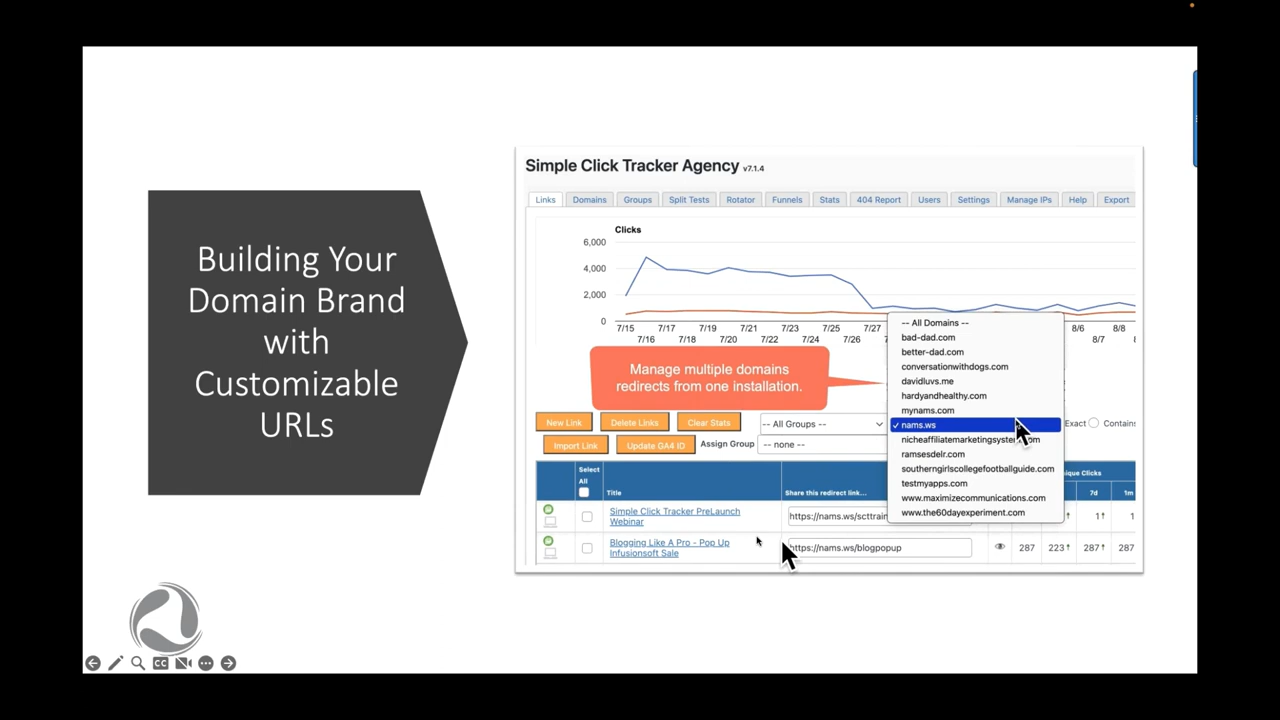 Building Your
Domain Brand
with
Customizable
URLs
Simple Click Tracker Agency v7.1.4
Links Domains Groups Split Tests Rotator Funnels Stats 404 Report Users Settings Manage IPs Help Export
Clicks
6,000
4,000
2,000
0
7/15 7/17 7/19 7/21 7/23 7/25 7/27 8/6 8/8
7/16 7/18 7/20 7/22 7/24 7/26 8/7
Manage multiple domains
redirects from one installation.
-- All Domains --
bad-dad.com
better-dad.com
conversationwithdogs.com
davidluvs.me
hardyandhealthy.com
mynams.com
✓ nams.ws
ramsesdelr.com
southerngirlscollegefootballguide.com
testmyapps.com
www.maximizecommunications.com
www.the60dayexperiment.com
New Link Delete Links Clear Stats -- All Groups -- Exact Contains
Import Link Update GA4 ID Assign Group -- none --
Select
All
Title Share this redirect link... 7d 1m
Simple Click Tracker PreLaunch
Webinar
1↑ 1
Blogging Like A Pro - Pop Up
Infusionsoft Sale
https://nams.ws/blogpopup 287 223↑ 287↑ 287
CC